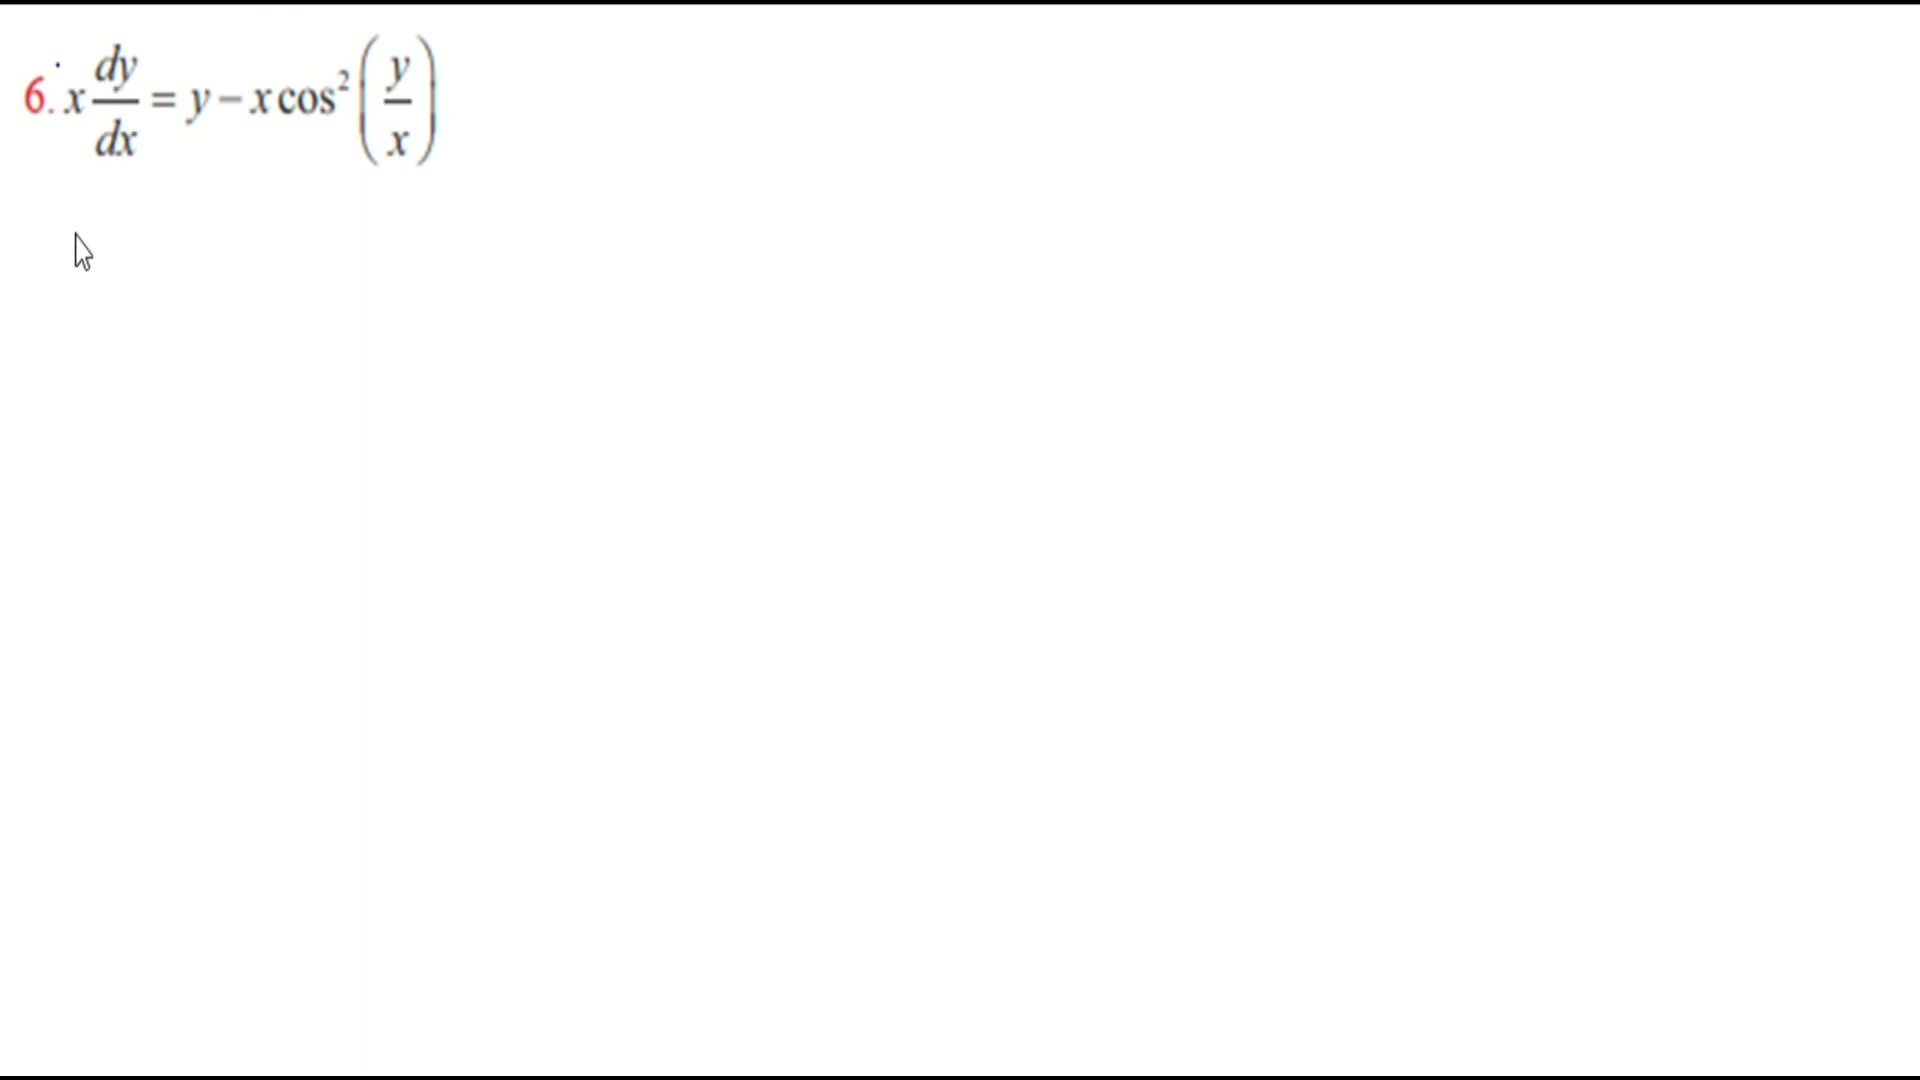 6. x dy/dx = y − x cos² (y/x)